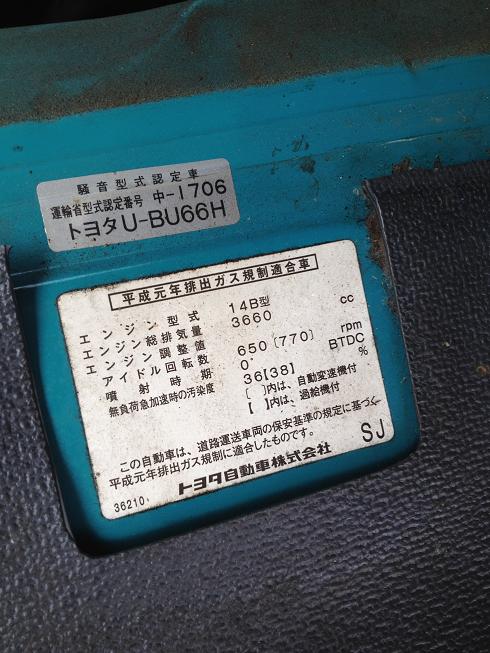 騒音型式認定車
運輸省型式認定番号 中-1706
トヨタU-BU66H
平成元年排出ガス規制適合車
エンジン型式 14B型
エンジン総排気量 3660 cc
エンジン調整値
アイドル回転数 650〔770〕 rpm
噴射時期 0° BTDC
無負荷急加速時の汚染度 36[38] %
〔 〕内は、自動変速機付
[ ]内は、過給機付
この自動車は、道路運送車両の保安基準の規定に基づく
平成元年排出ガス規制に適合したものです。
トヨタ自動車株式会社
SJ
36210